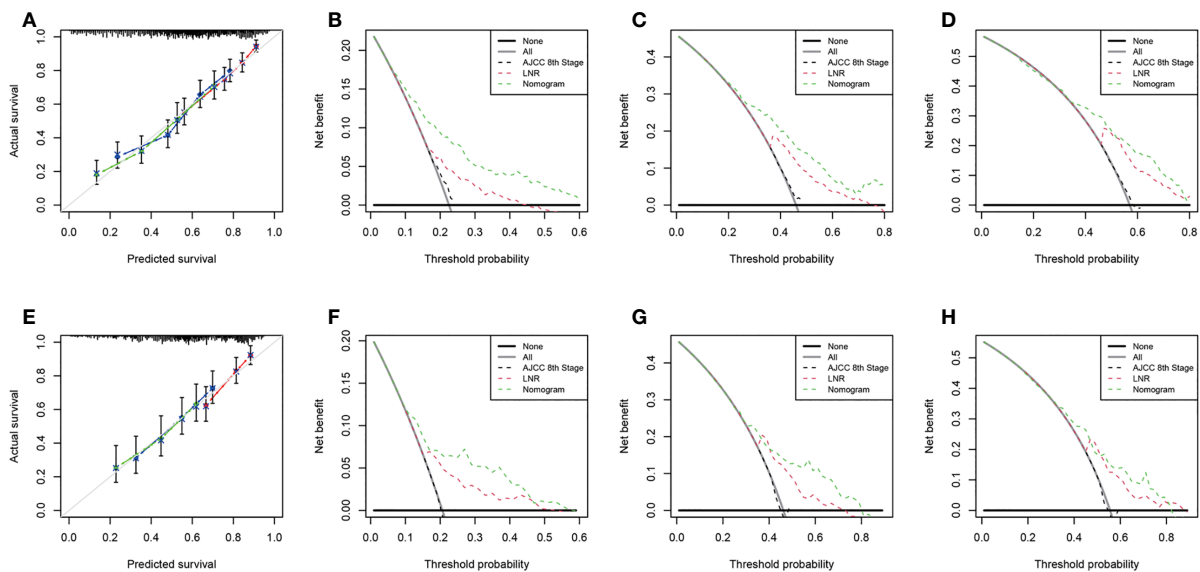 A
Actual survival
0.0 0.2 0.4 0.6 0.8 1.0
0.0 0.2 0.4 0.6 0.8 1.0
Predicted survival
B
Net benefit
0.00 0.05 0.10 0.15 0.20
0.0 0.1 0.2 0.3 0.4 0.5 0.6
Threshold probability
None
All
AJCC 8th Stage
LNR
Nomogram
C
Net benefit
0.0 0.1 0.2 0.3 0.4
0.0 0.2 0.4 0.6 0.8
Threshold probability
None
All
AJCC 8th Stage
LNR
Nomogram
D
Net benefit
0.0 0.1 0.2 0.3 0.4 0.5
0.0 0.2 0.4 0.6 0.8
Threshold probability
None
All
AJCC 8th Stage
LNR
Nomogram
E
Actual survival
0.0 0.2 0.4 0.6 0.8 1.0
0.0 0.2 0.4 0.6 0.8 1.0
Predicted survival
F
Net benefit
0.00 0.05 0.10 0.15 0.20
0.0 0.1 0.2 0.3 0.4 0.5 0.6
Threshold probability
None
All
AJCC 8th Stage
LNR
Nomogram
G
Net benefit
0.0 0.1 0.2 0.3 0.4
0.0 0.2 0.4 0.6 0.8
Threshold probability
None
All
AJCC 8th Stage
LNR
Nomogram
H
Net benefit
0.0 0.1 0.2 0.3 0.4 0.5
0.0 0.2 0.4 0.6 0.8
Threshold probability
None
All
AJCC 8th Stage
LNR
Nomogram